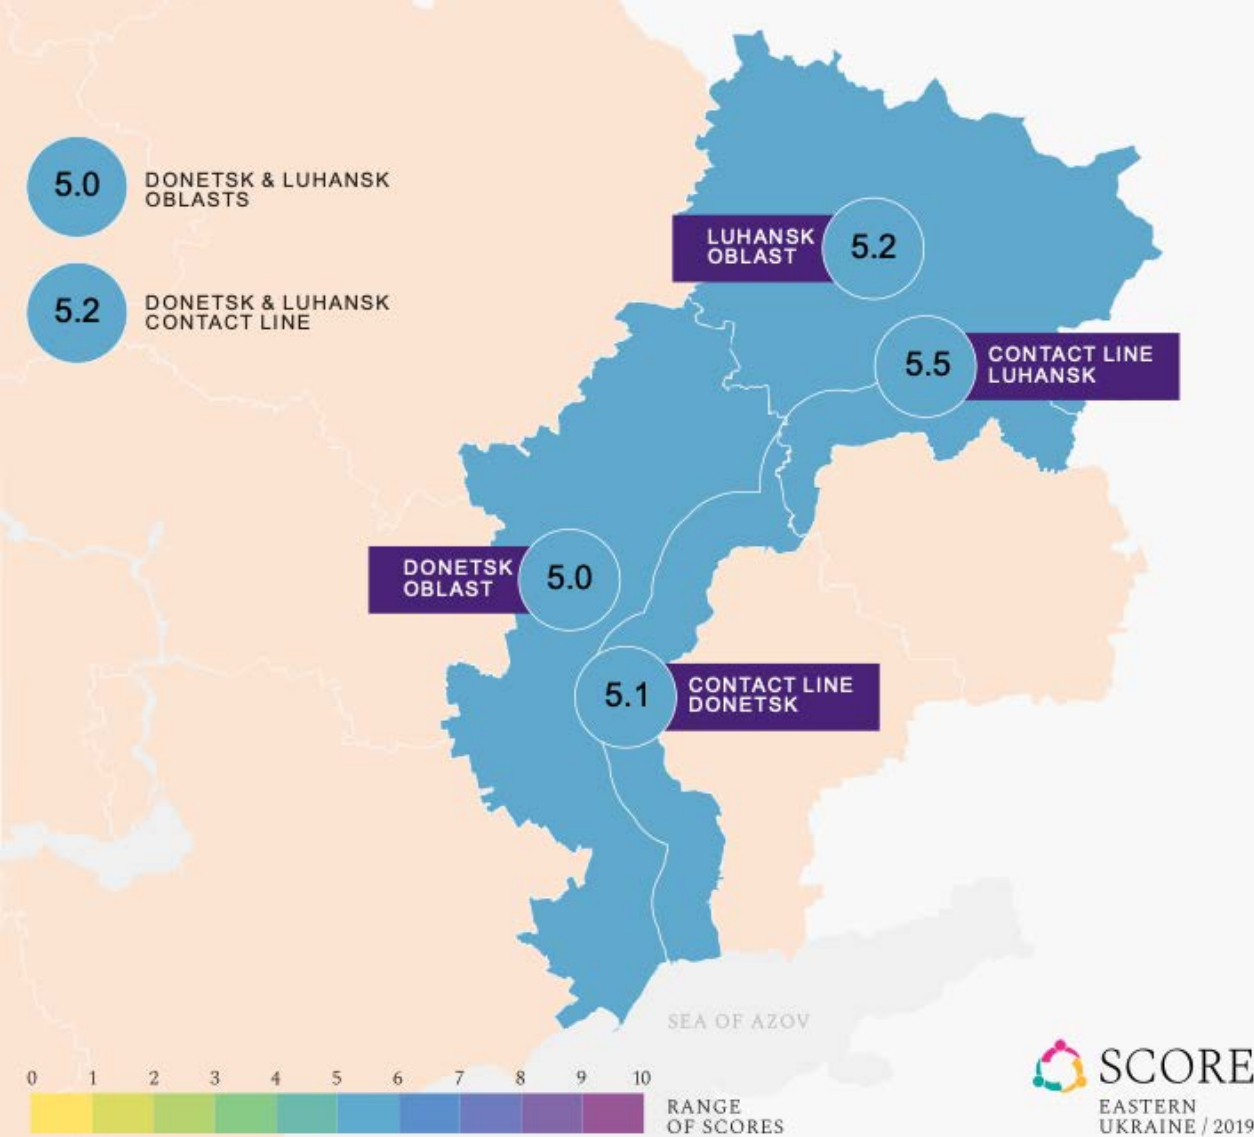 5.0
DONETSK & LUHANSK
OBLASTS
5.2
DONETSK & LUHANSK
CONTACT LINE
LUHANSK
OBLAST
5.2
5.5
CONTACT LINE
LUHANSK
DONETSK
OBLAST
5.0
5.1
CONTACT LINE
DONETSK
SEA OF AZOV
0 1 2 3 4 5 6 7 8 9 10
RANGE
OF SCORES
SCORE
EASTERN
UKRAINE / 2019